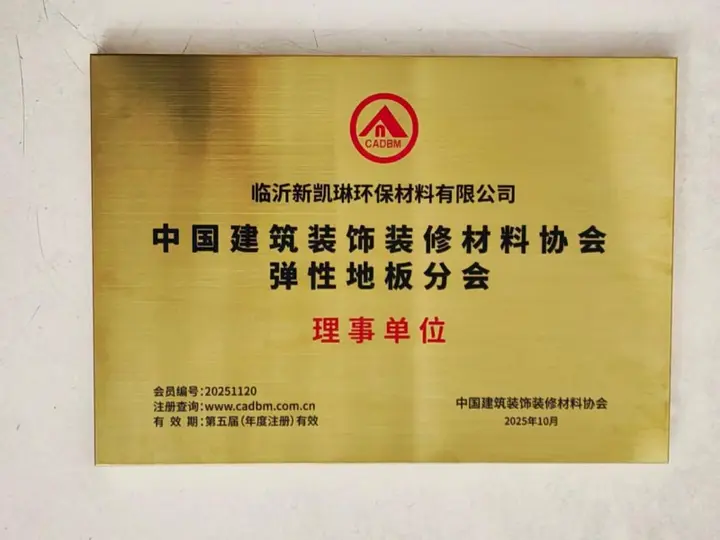 CADBM
临沂新凯琳环保材料有限公司
中国建筑装饰装修材料协会
弹性地板分会
理事单位
会员编号:20251120
注册查询:www.cadbm.com.cn
有 效 期:第五届(年度注册)有效
中国建筑装饰装修材料协会
2025年10月